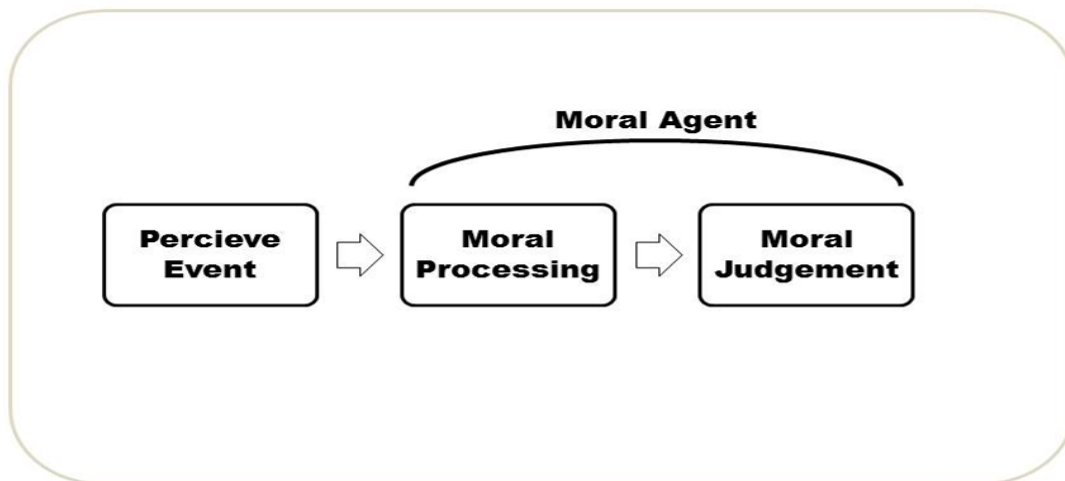 Moral Agent
Percieve
Event
Moral
Processing
Moral
Judgement